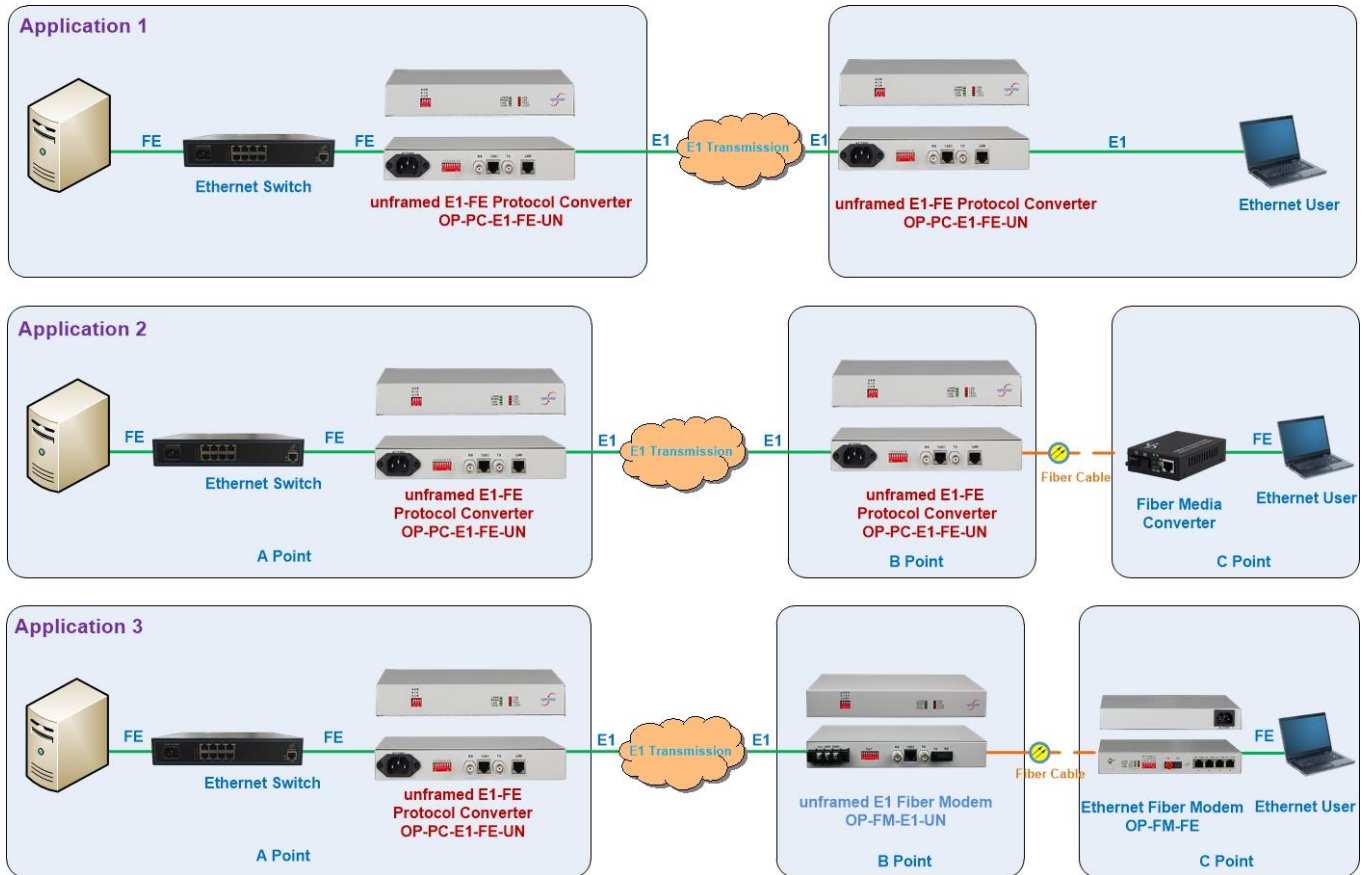 Application 1
FE
FE
E1
E1 Transmission
E1
E1
Ethernet Switch
unframed E1-FE Protocol Converter
OP-PC-E1-FE-UN
unframed E1-FE Protocol Converter
OP-PC-E1-FE-UN
Ethernet User
Application 2
FE
FE
E1
E1 Transmission
E1
Fiber Cable
FE
Ethernet Switch
unframed E1-FE
Protocol Converter
OP-PC-E1-FE-UN
A Point
unframed E1-FE
Protocol Converter
OP-PC-E1-FE-UN
B Point
Fiber Media
Converter
Ethernet User
C Point
Application 3
FE
FE
E1
E1 Transmission
E1
Fiber Cable
FE
Ethernet Switch
unframed E1-FE
Protocol Converter
OP-PC-E1-FE-UN
A Point
unframed E1 Fiber Modem
OP-FM-E1-UN
B Point
Ethernet Fiber Modem
OP-FM-FE
Ethernet User
C Point